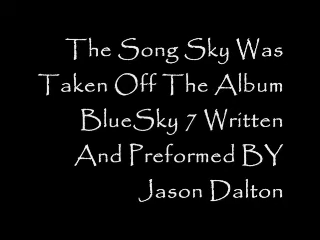 The Song Sky Was
Taken Off The Album
BlueSky 7 Written
And Preformed BY
Jason Dalton